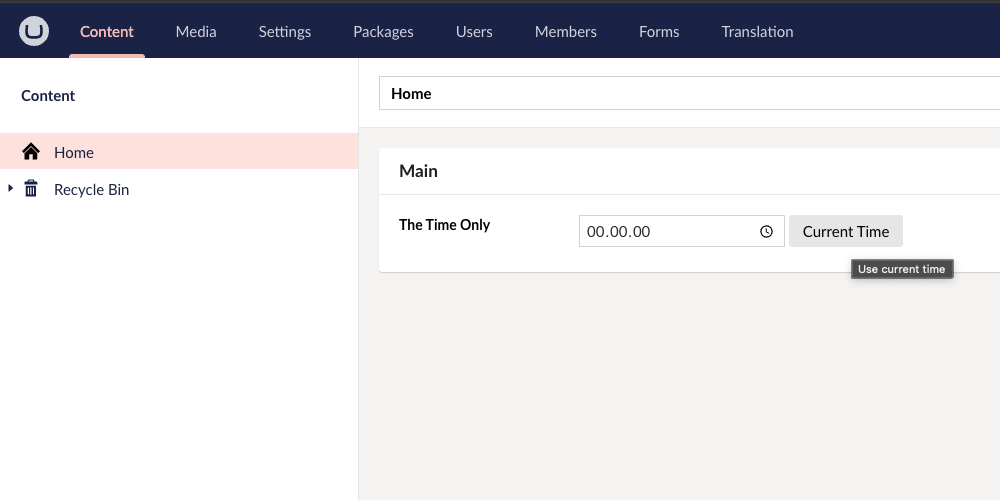 Content Media Settings Packages Users Members Forms Translation
Content
Home
Recycle Bin
Home
Main
The Time Only
00.00.00
Current Time
Use current time